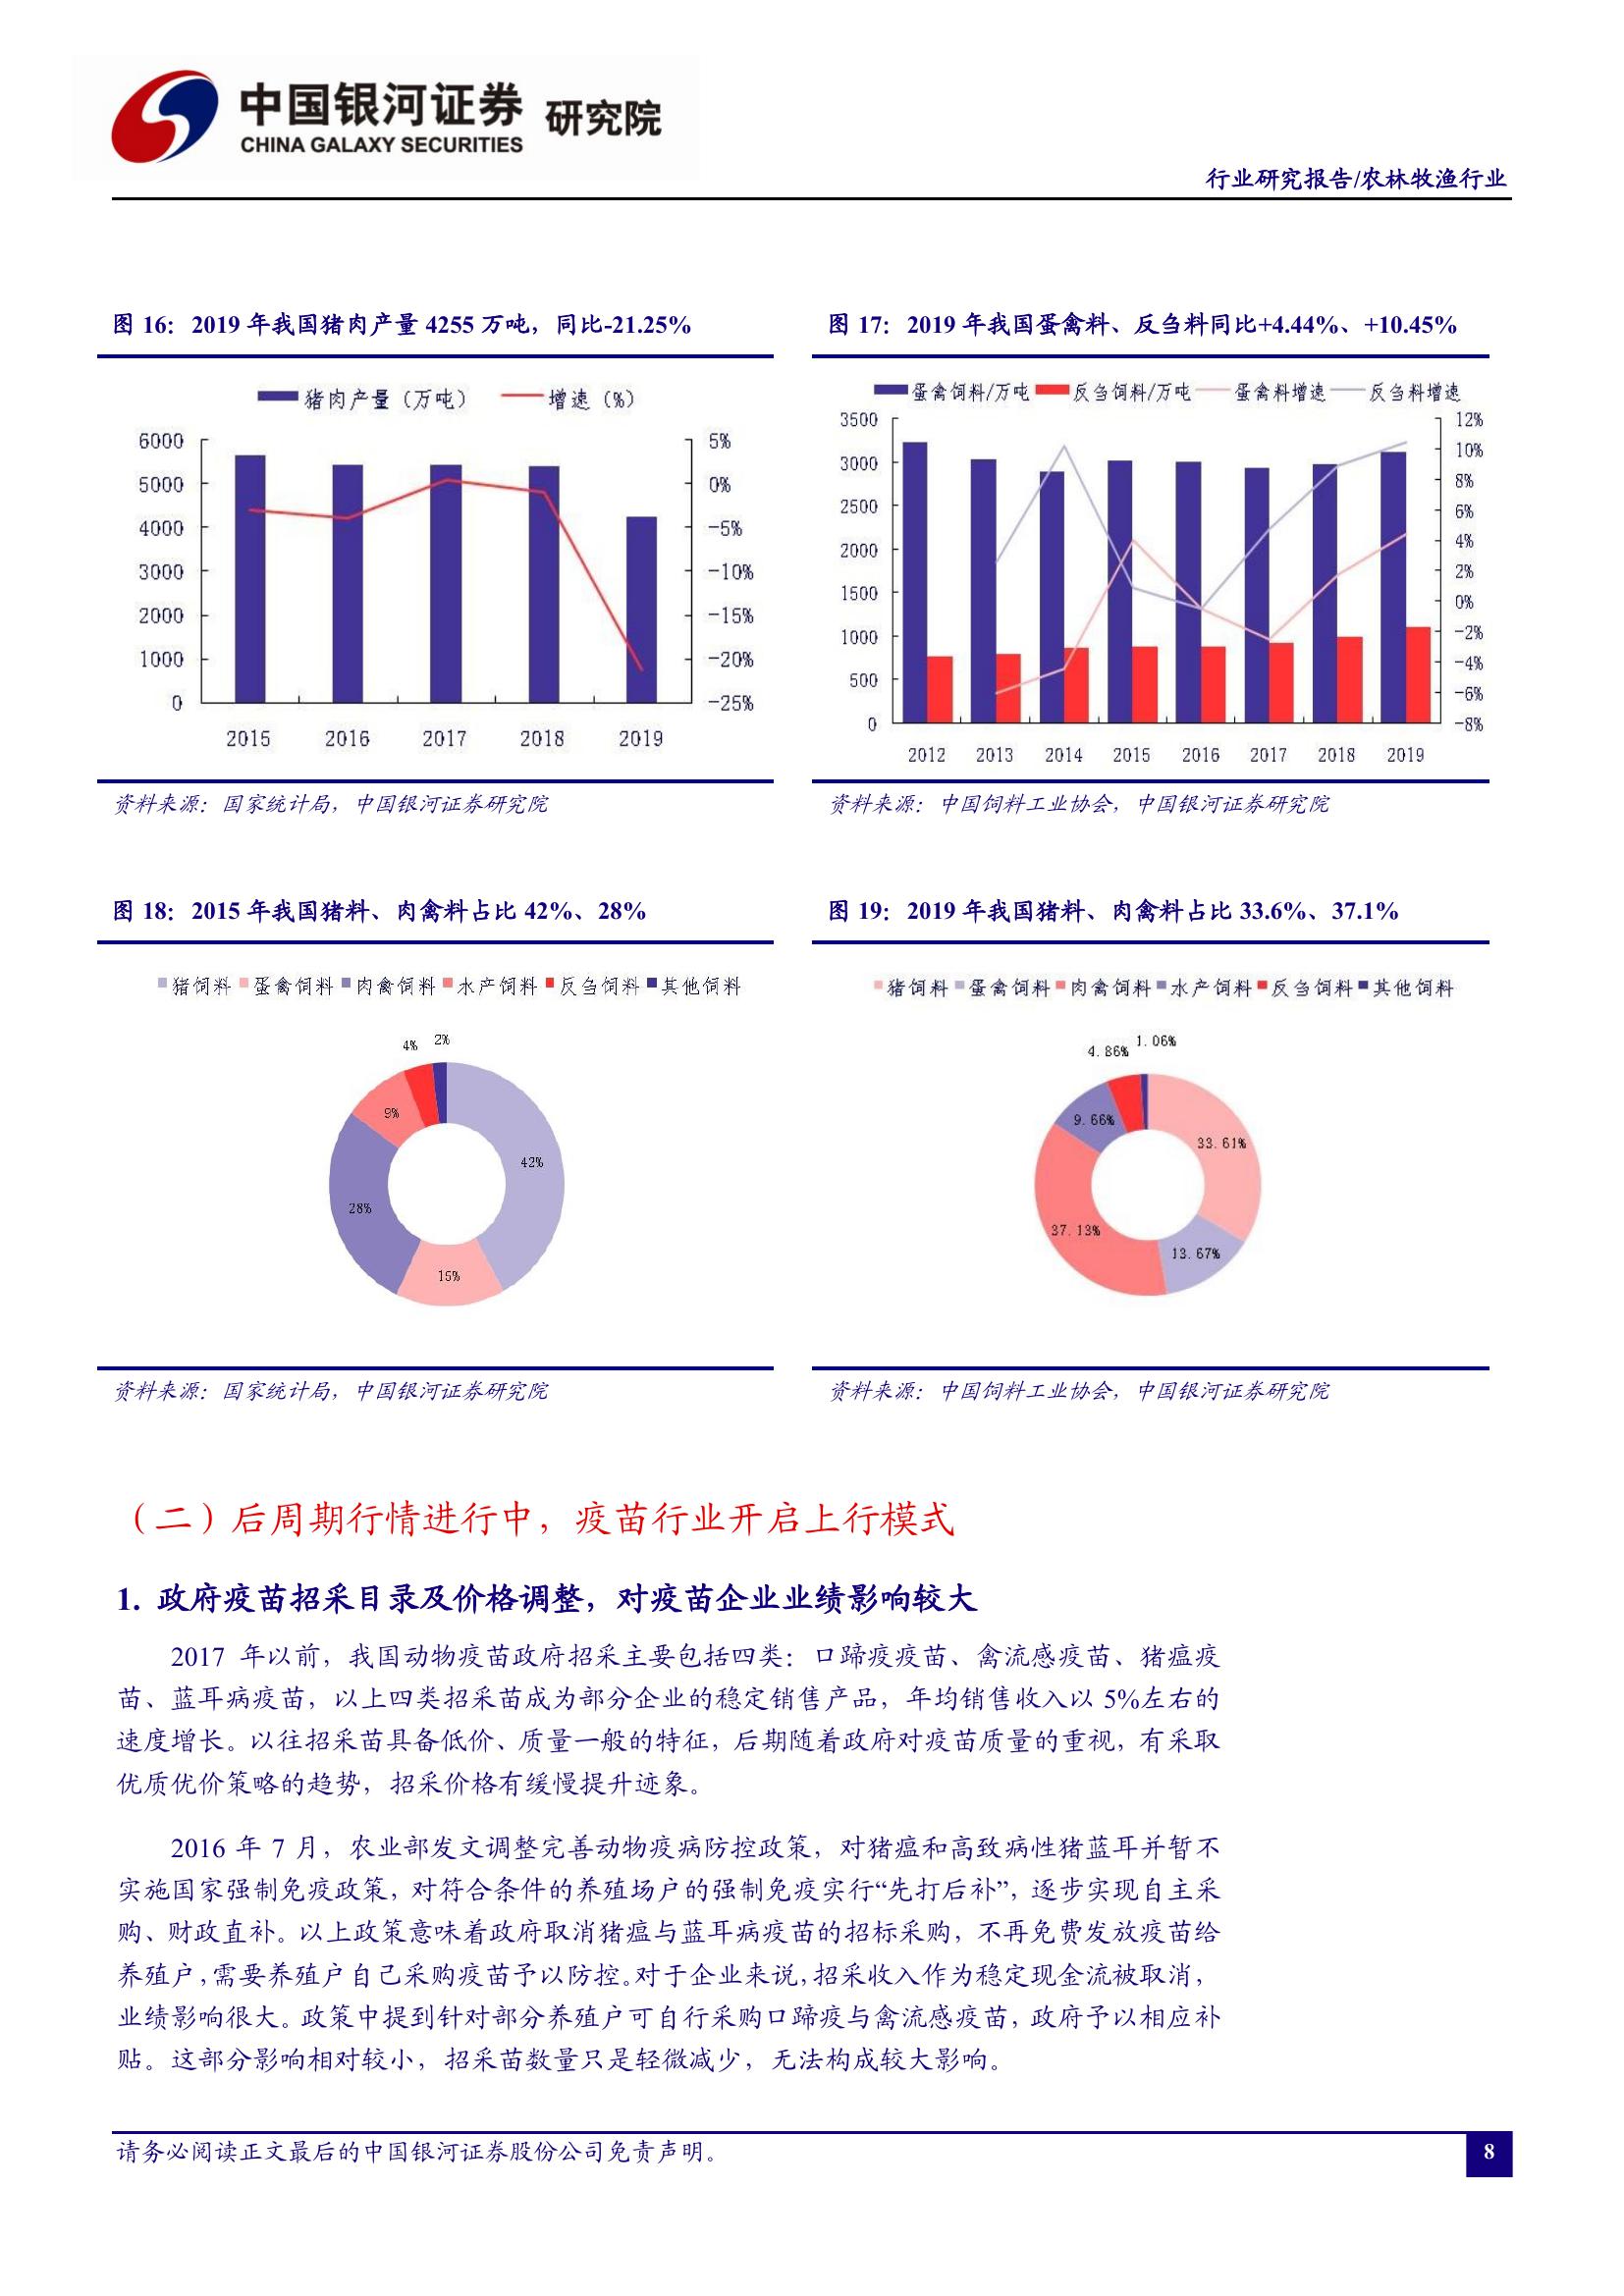 中国银河证券 研究院
CHINA GALAXY SECURITIES
行业研究报告/农林牧渔行业
图 16：2019 年我国猪肉产量 4255 万吨，同比-21.25%
猪肉产量（万吨） 增速（%）
6000
5000
4000
3000
2000
1000
0
5%
0%
-5%
-10%
-15%
-20%
-25%
2015 2016 2017 2018 2019
资料来源：国家统计局，中国银河证券研究院
图 17：2019 年我国蛋禽料、反刍料同比+4.44%、+10.45%
蛋禽饲料/万吨 反刍饲料/万吨 蛋禽料增速 反刍料增速
3500
3000
2500
2000
1500
1000
500
0
12%
10%
8%
6%
4%
2%
0%
-2%
-4%
-6%
-8%
2012 2013 2014 2015 2016 2017 2018 2019
资料来源：中国饲料工业协会，中国银河证券研究院
图 18：2015 年我国猪料、肉禽料占比 42%、28%
猪饲料 蛋禽饲料 肉禽饲料 水产饲料 反刍饲料 其他饲料
4% 2%
9%
42%
28%
15%
资料来源：国家统计局，中国银河证券研究院
图 19：2019 年我国猪料、肉禽料占比 33.6%、37.1%
猪饲料 蛋禽饲料 肉禽饲料 水产饲料 反刍饲料 其他饲料
4.86% 1.06%
9.66%
33.61%
37.13%
13.67%
资料来源：中国饲料工业协会，中国银河证券研究院
（二）后周期行情进行中，疫苗行业开启上行模式
1. 政府疫苗招采目录及价格调整，对疫苗企业业绩影响较大
2017 年以前，我国动物疫苗政府招采主要包括四类：口蹄疫疫苗、禽流感疫苗、猪瘟疫
苗、蓝耳病疫苗，以上四类招采苗成为部分企业的稳定销售产品，年均销售收入以 5%左右的
速度增长。以往招采苗具备低价、质量一般的特征，后期随着政府对疫苗质量的重视，有采取
优质优价策略的趋势，招采价格有缓慢提升迹象。
2016 年 7 月，农业部发文调整完善动物疫病防控政策，对猪瘟和高致病性猪蓝耳并暂不
实施国家强制免疫政策，对符合条件的养殖场户的强制免疫实行“先打后补”，逐步实现自主采
购、财政直补。以上政策意味着政府取消猪瘟与蓝耳病疫苗的招标采购，不再免费发放疫苗给
养殖户，需要养殖户自己采购疫苗予以防控。对于企业来说，招采收入作为稳定现金流被取消，
业绩影响很大。政策中提到针对部分养殖户可自行采购口蹄疫与禽流感疫苗，政府予以相应补
贴。这部分影响相对较小，招采苗数量只是轻微减少，无法构成较大影响。
请务必阅读正文最后的中国银河证券股份公司免责声明。
8